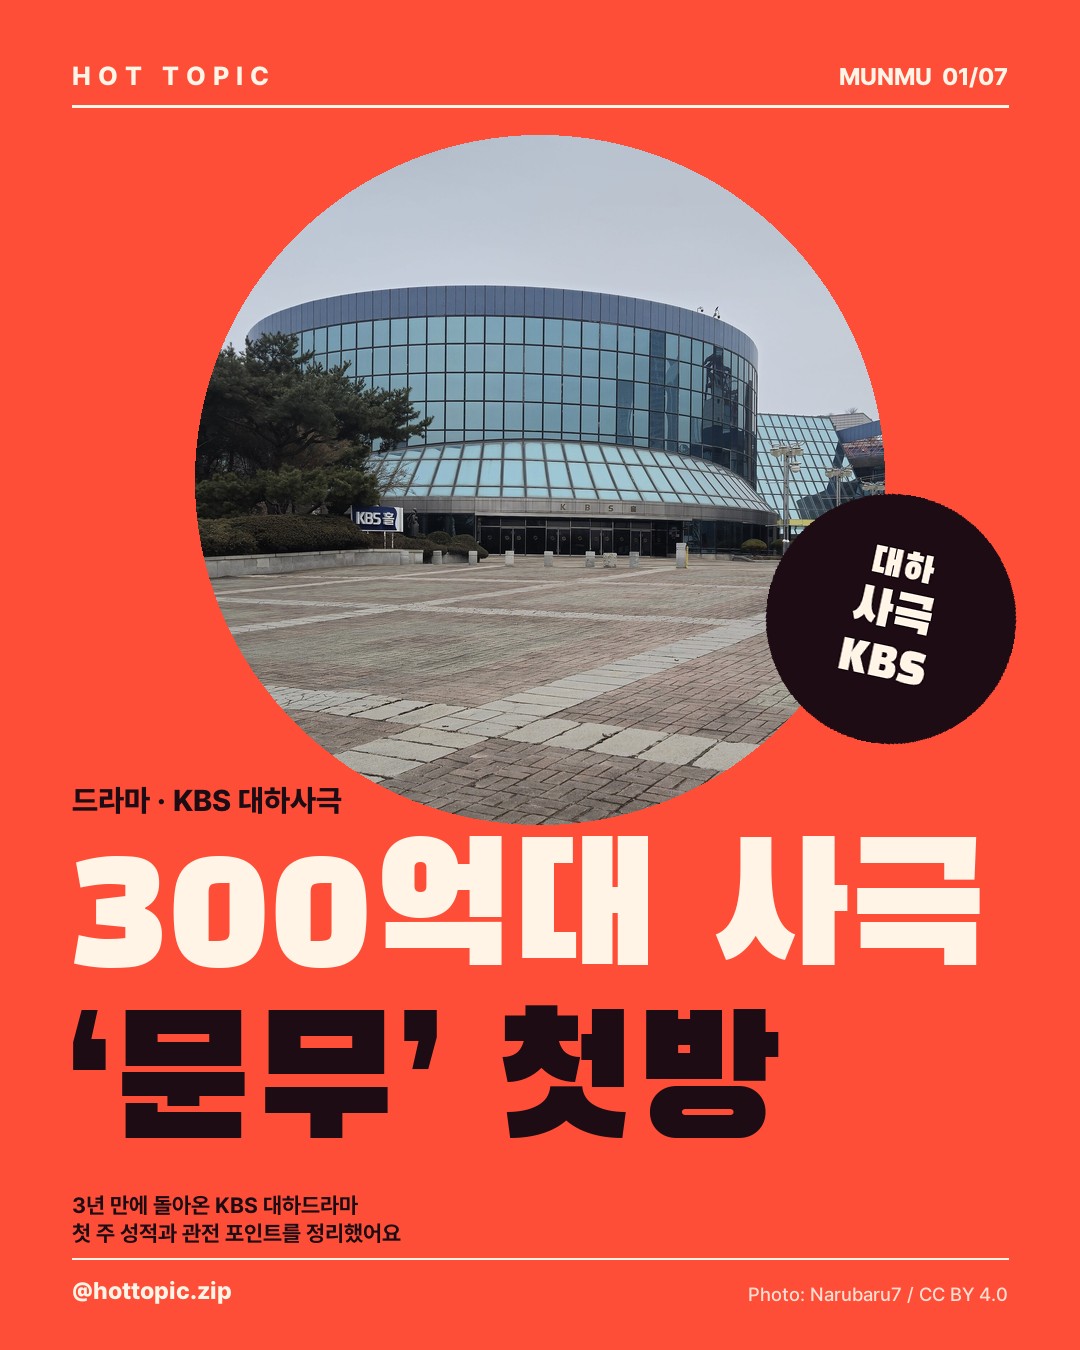 HOT TOPIC
MUNMU 01/07
KBS 홀
K B S 홀
대하
사극
KBS
드라마 · KBS 대하사극
300억대 사극
‘문무’ 첫방
3년 만에 돌아온 KBS 대하드라마
첫 주 성적과 관전 포인트를 정리했어요
@hottopic.zip
Photo: Narubaru7 / CC BY 4.0